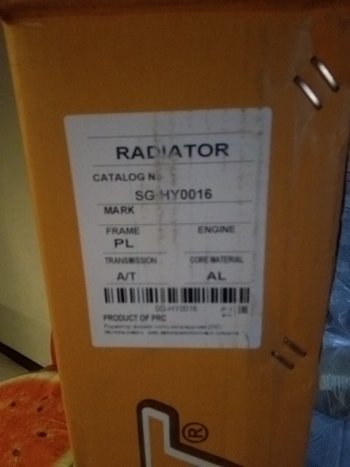 RADIATOR
CATALOG No
SG-HY0016
MARK
FRAME ENGINE
PL
TRANSMISSION CORE MATERIAL
A/T AL
SG-HY0016
PRODUCT OF PRC
®